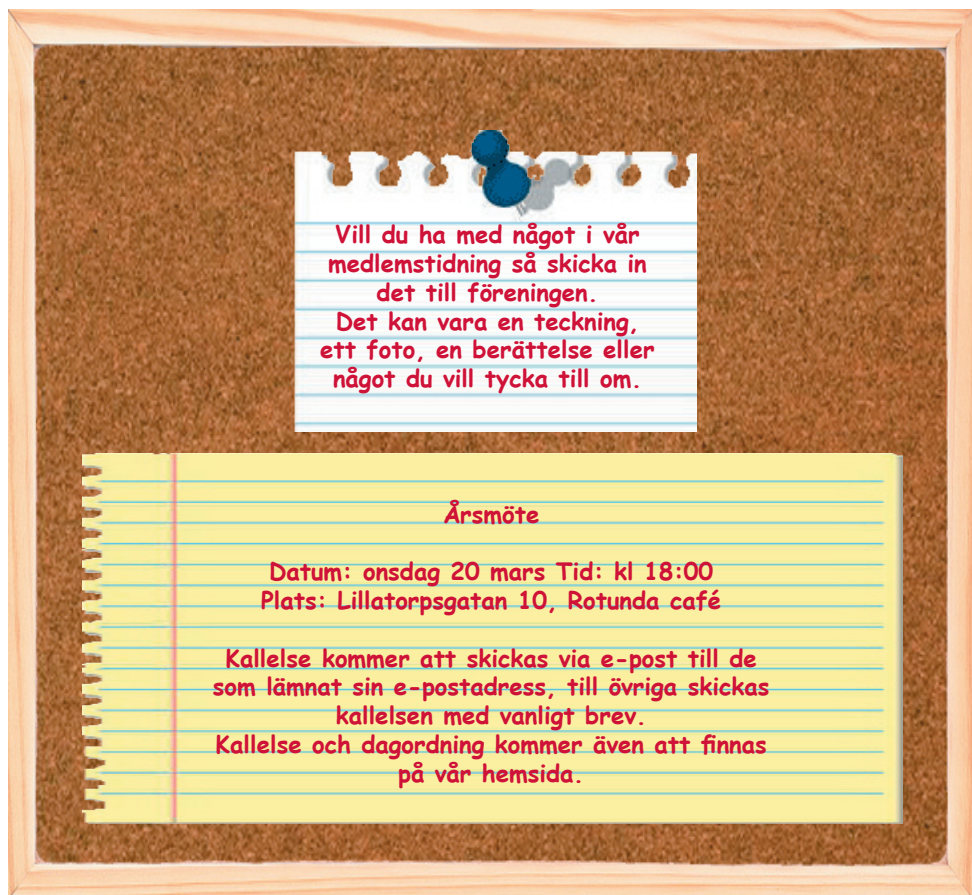 Vill du ha med något i vår
medlemstidning så skicka in
det till föreningen.
Det kan vara en teckning,
ett foto, en berättelse eller
något du vill tycka till om.
Årsmöte
Datum: onsdag 20 mars Tid: kl 18:00
Plats: Lillatorpsgatan 10, Rotunda café
Kallelse kommer att skickas via e-post till de
som lämnat sin e-postadress, till övriga skickas
kallelsen med vanligt brev.
Kallelse och dagordning kommer även att finnas
på vår hemsida.